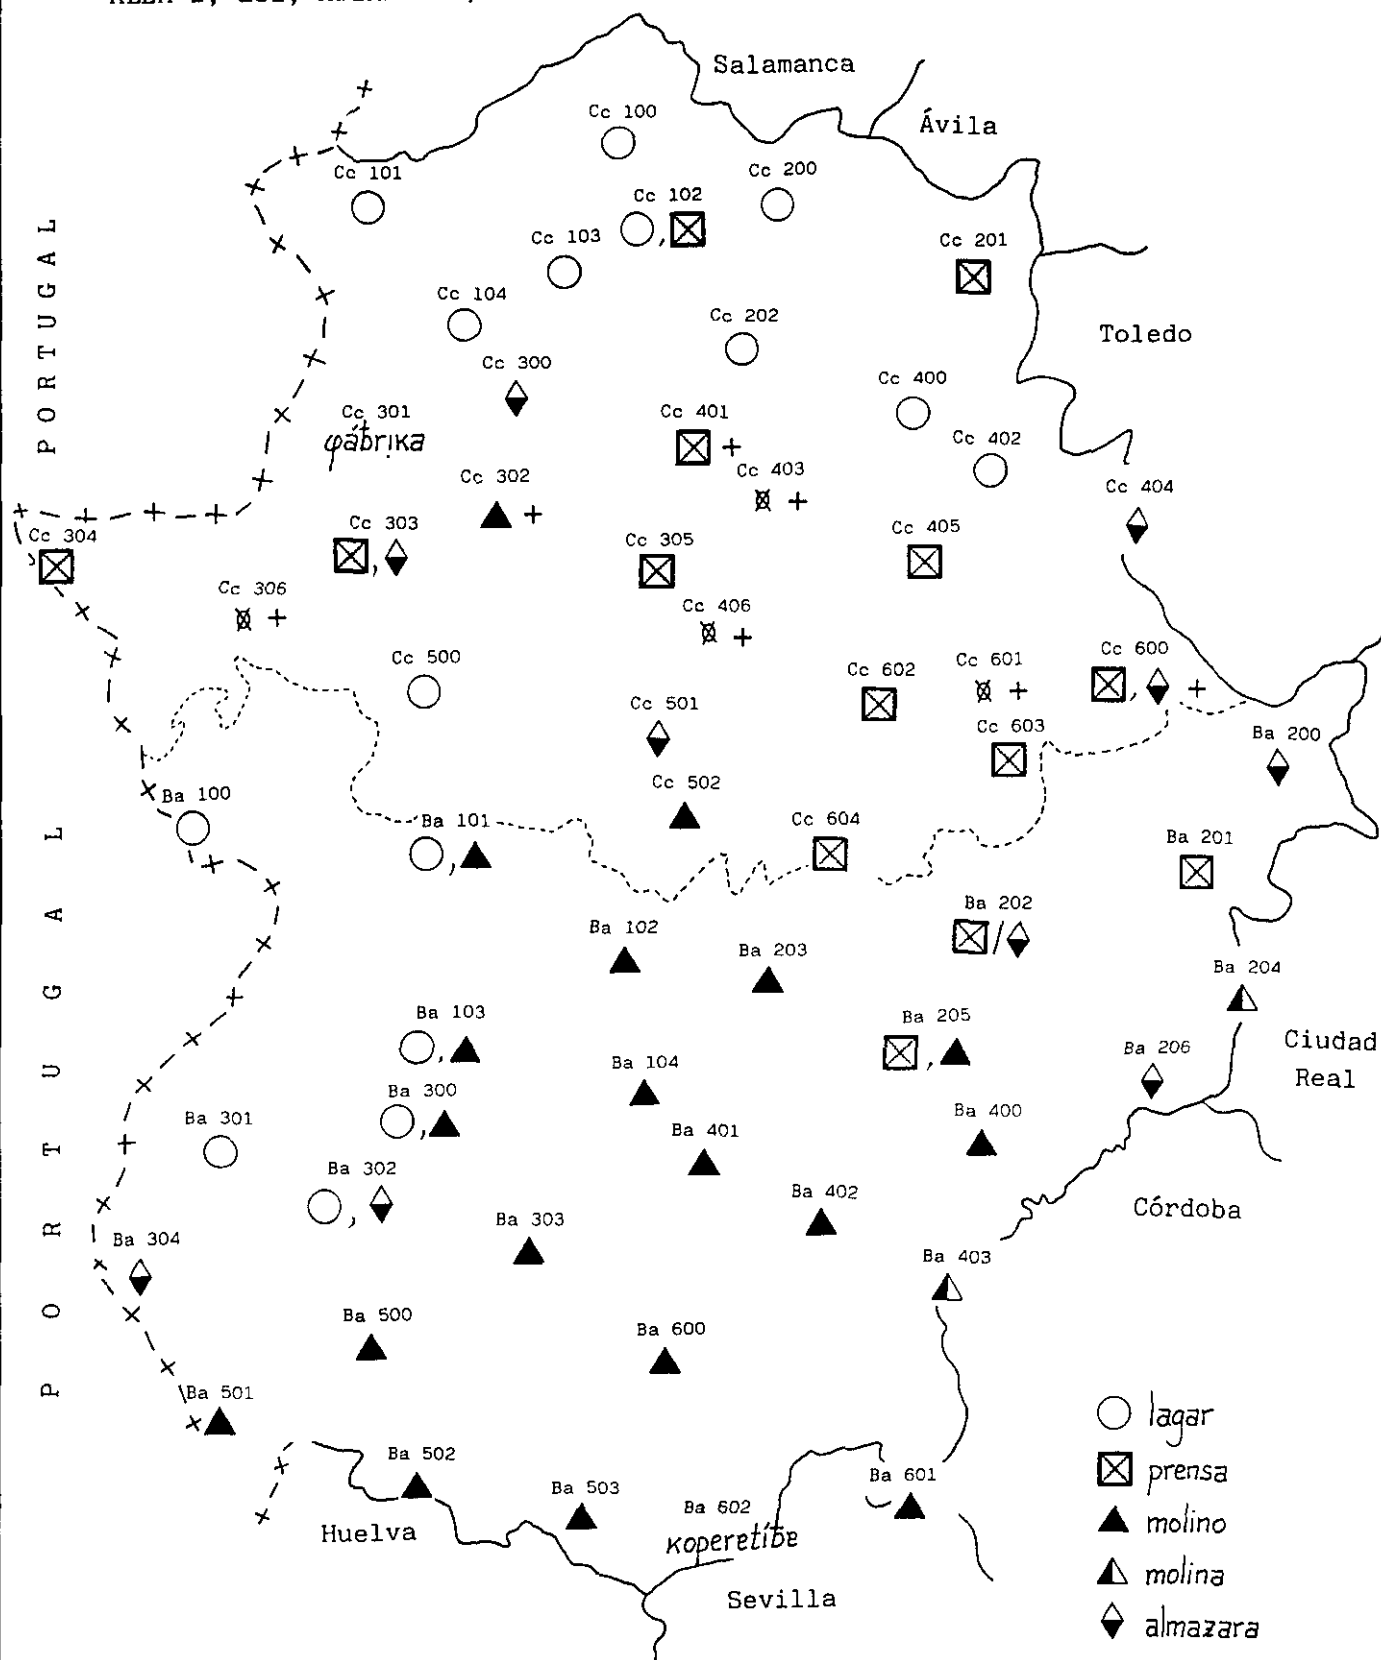 Salamanca
Ávila
Cc 100
Cc 101
Cc 200
Cc 102
Cc 103
Cc 201
Cc 104
Cc 202
Toledo
Cc 300
Cc 400
Cc 301
φábrika
Cc 401
Cc 402
Cc 403
Cc 302
Cc 404
Cc 303
Cc 304
Cc 305
Cc 405
Cc 306
Cc 406
Cc 500
Cc 602
Cc 601
Cc 600
Cc 501
Cc 603
Ba 200
Cc 502
Ba 100
Ba 101
Cc 604
Ba 201
Ba 202
Ba 102
Ba 203
Ba 204
Ba 103
Ba 205
Ciudad
Real
Ba 206
Ba 104
Ba 300
Ba 400
Ba 301
Ba 401
Ba 302
Ba 402
Córdoba
Ba 303
Ba 304
Ba 403
Ba 500
Ba 600
Ba 501
Ba 502
Ba 503
Ba 601
Ba 602
koperetíbe
Huelva
Sevilla
PORTUGAL
PORTUGAL
lagar
prensa
molino
molina
almazara